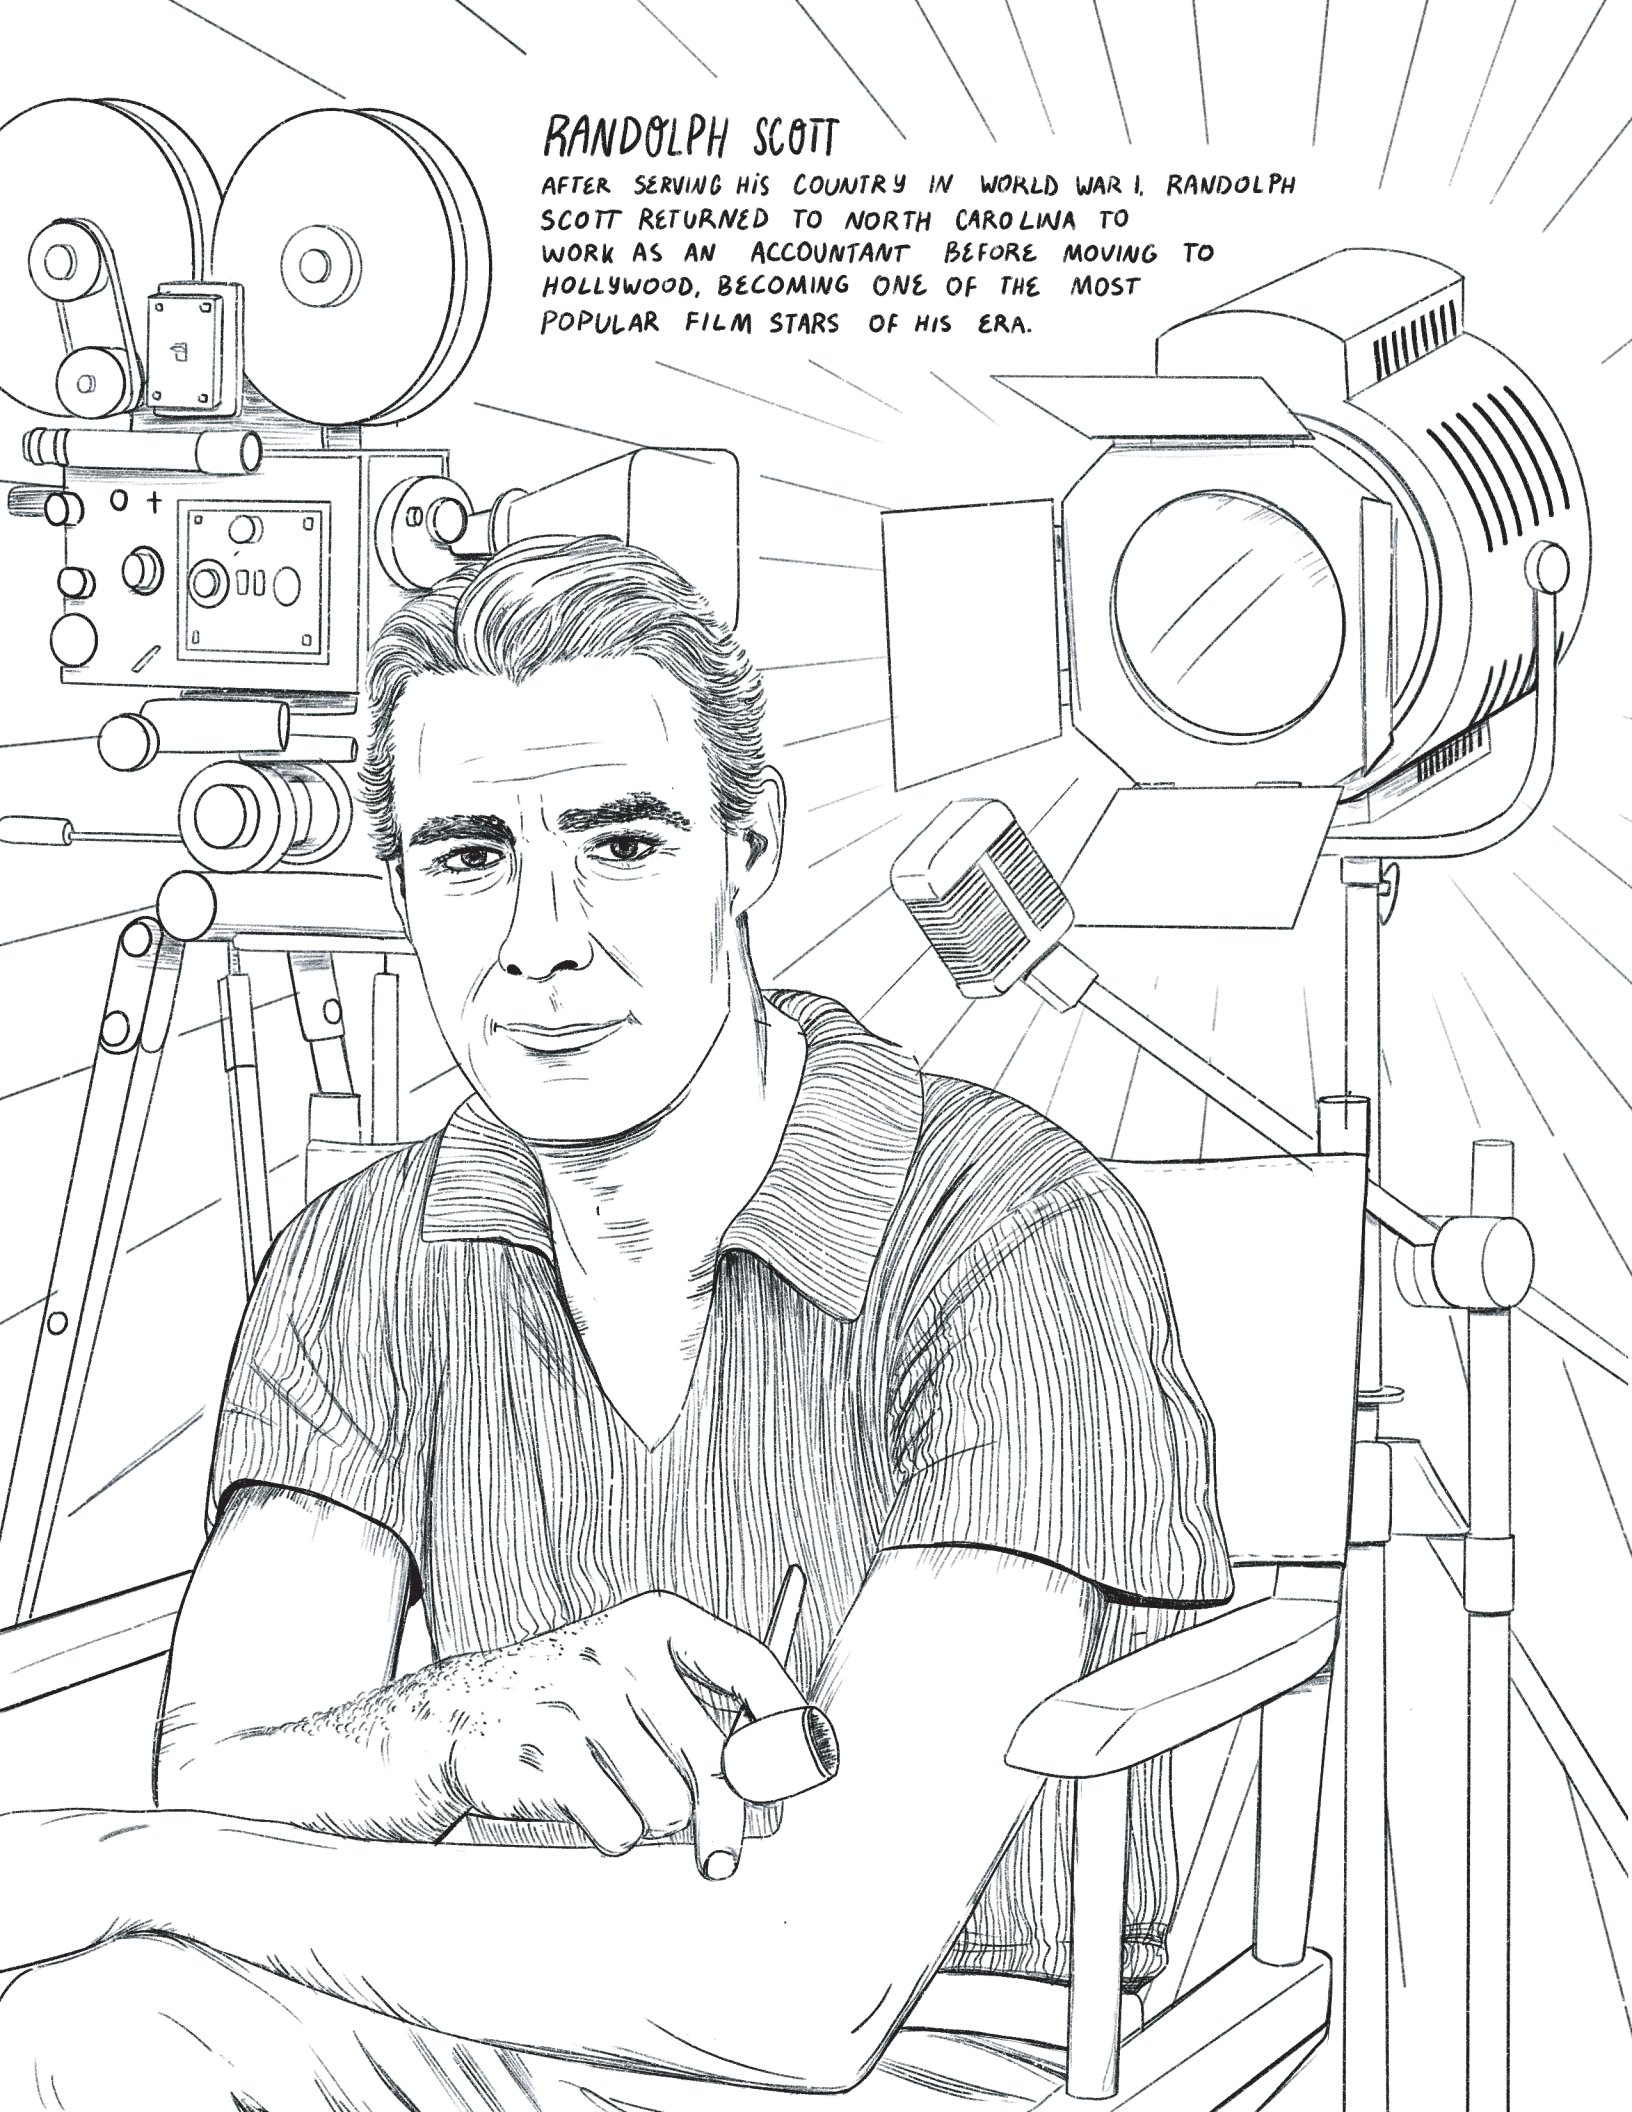 RANDOLPH SCOTT
AFTER SERVING HIS COUNTRY IN WORLD WAR I, RANDOLPH
SCOTT RETURNED TO NORTH CAROLINA TO
WORK AS AN ACCOUNTANT BEFORE MOVING TO
HOLLYWOOD, BECOMING ONE OF THE MOST
POPULAR FILM STARS OF HIS ERA.